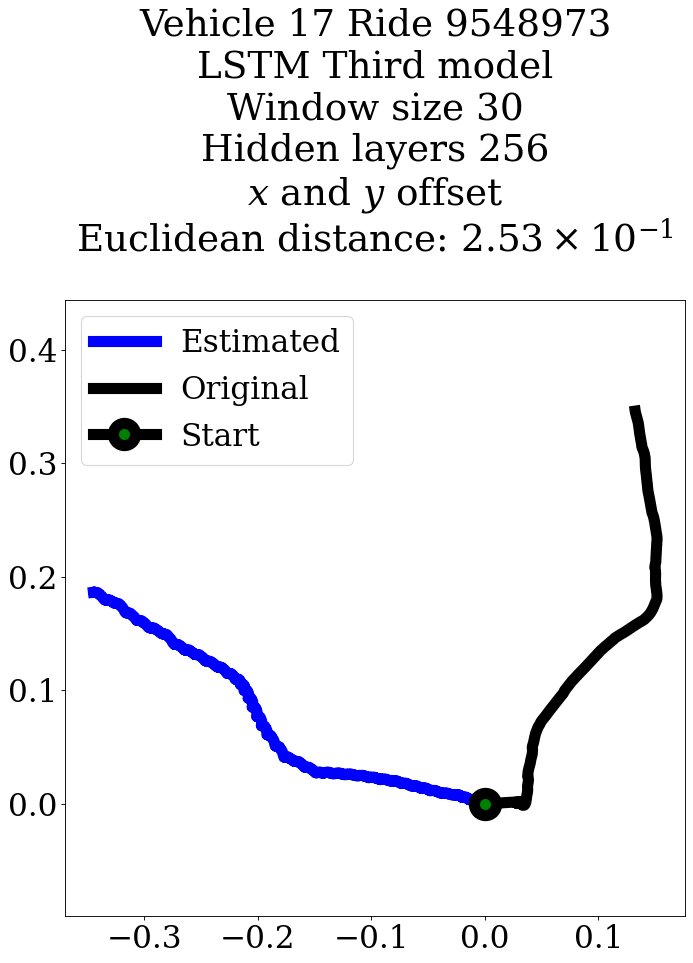 Vehicle 17 Ride 9548973
LSTM Third model
Window size 30
Hidden layers 256
x and y offset
Euclidean distance: 2.53 × 10⁻¹
Estimated
Original
Start
0.4
0.3
0.2
0.1
0.0
−0.3 −0.2 −0.1 0.0 0.1